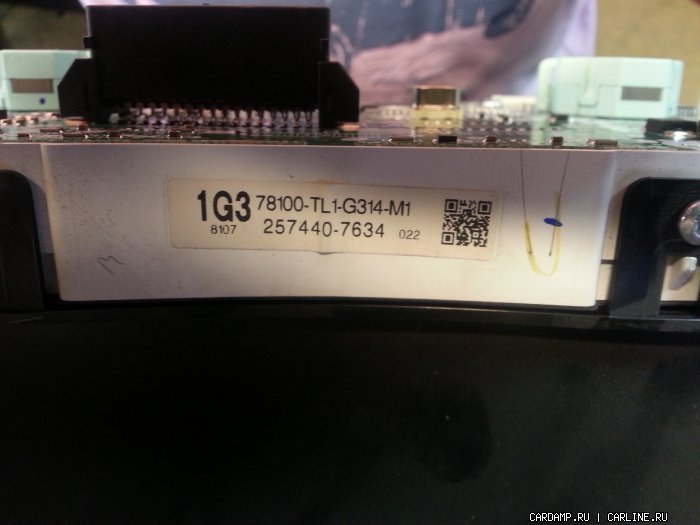 1G3 78100-TL1-G314-M1
8107 257440-7634 022
CARDAMP.RU | CARLINE.RU